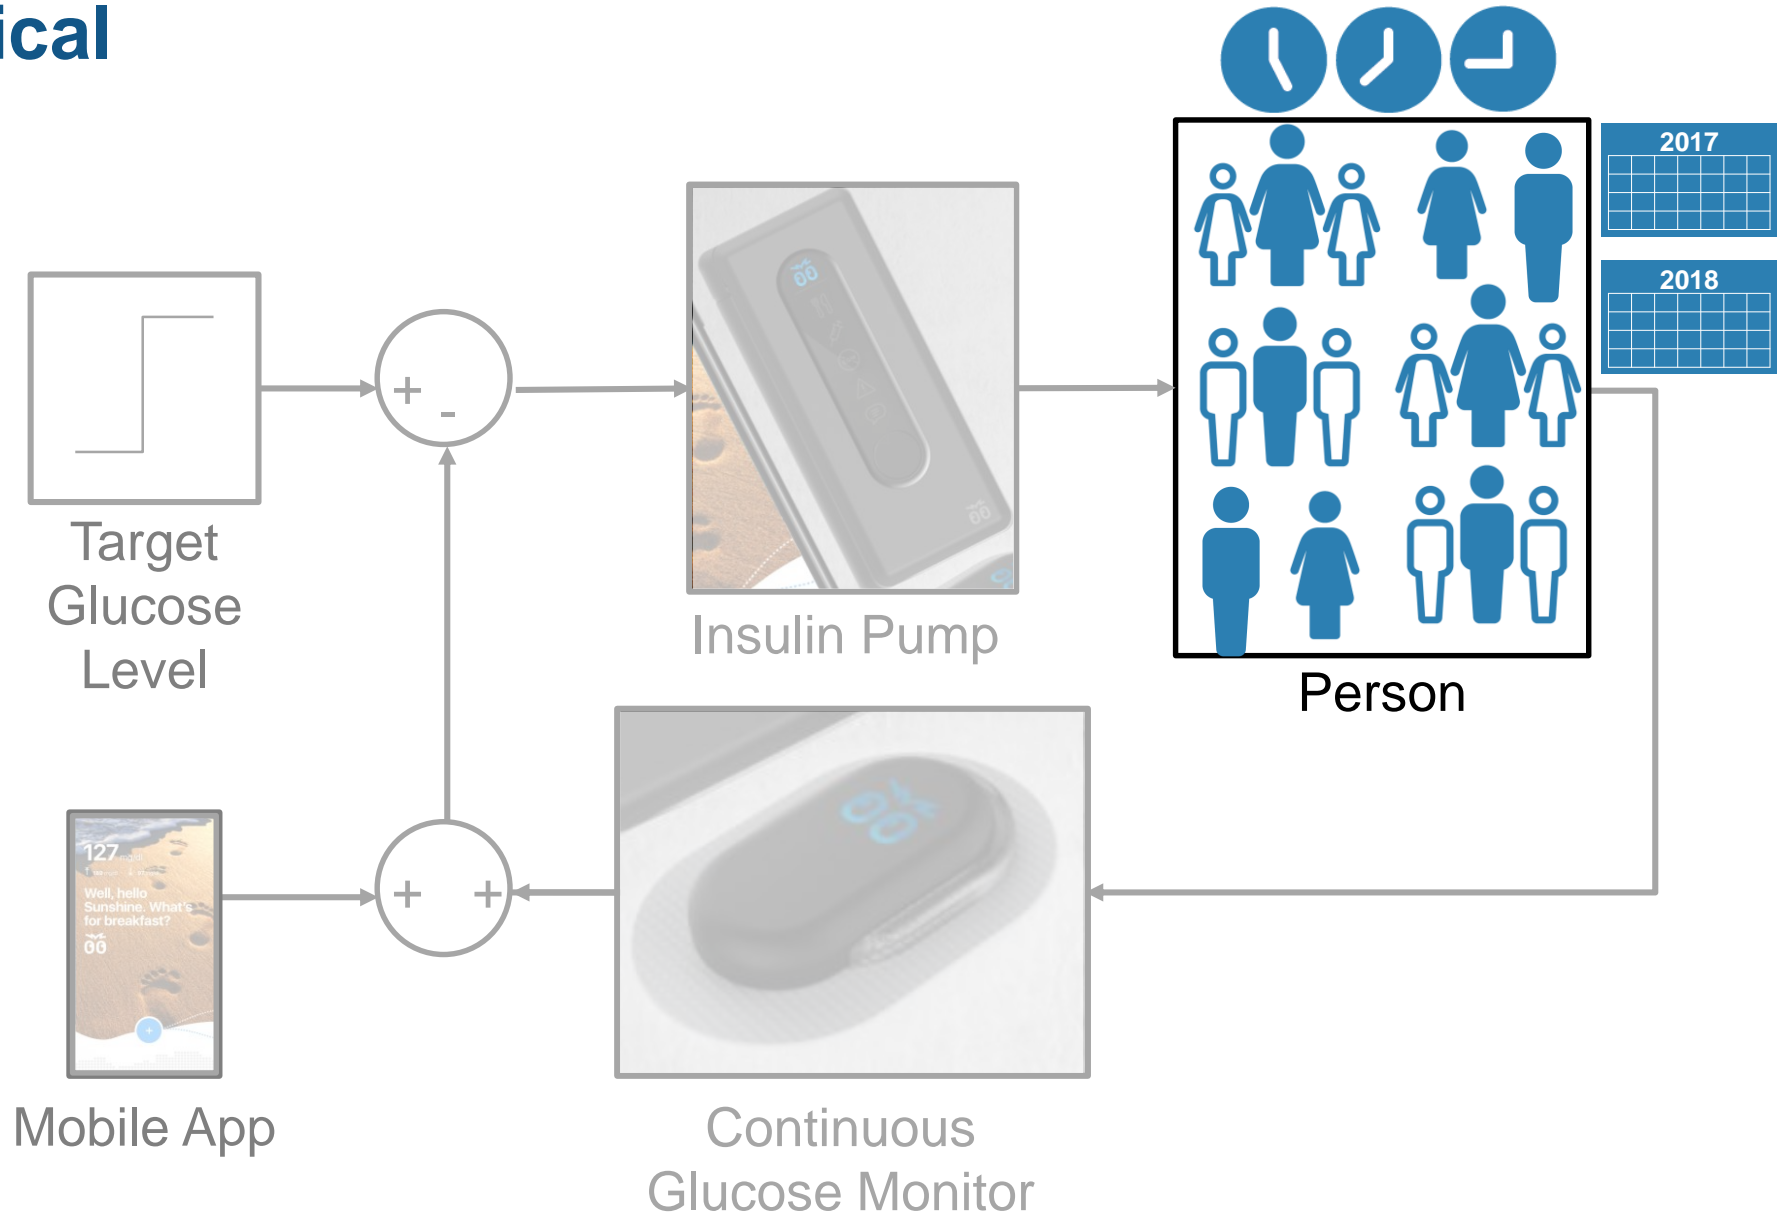 ical
2017
2018
+
-
Target
Glucose
Level
Insulin Pump
Person
127
Well, hello
Sunshine. What's
for breakfast?
+
+
+
Mobile App
Continuous
Glucose Monitor